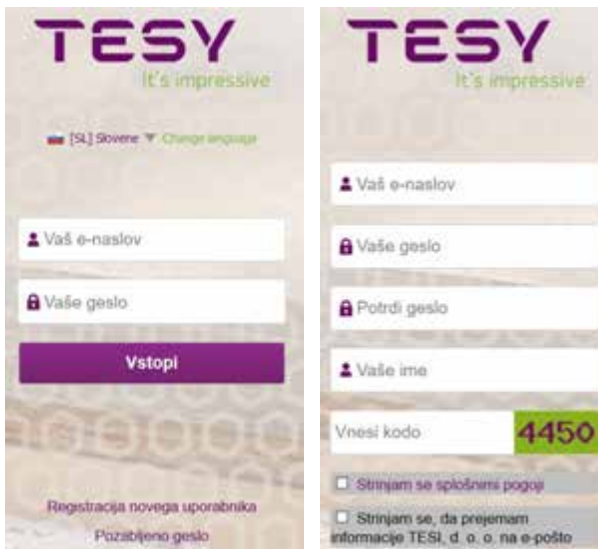 TESY
It's impressive
[SL] Slovene Change language
Vaš e-naslov
Vaše geslo
Vstopi
Registracija novega uporabnika
Pozabljeno geslo
TESY
It's impressive
Vaš e-naslov
Vaše geslo
Potrdi geslo
Vaše ime
Vnesi kodo 4450
Strinjam se splošnimi pogoji
Strinjam se, da prejemam
informacije TESI, d. o. o. na e-pošto